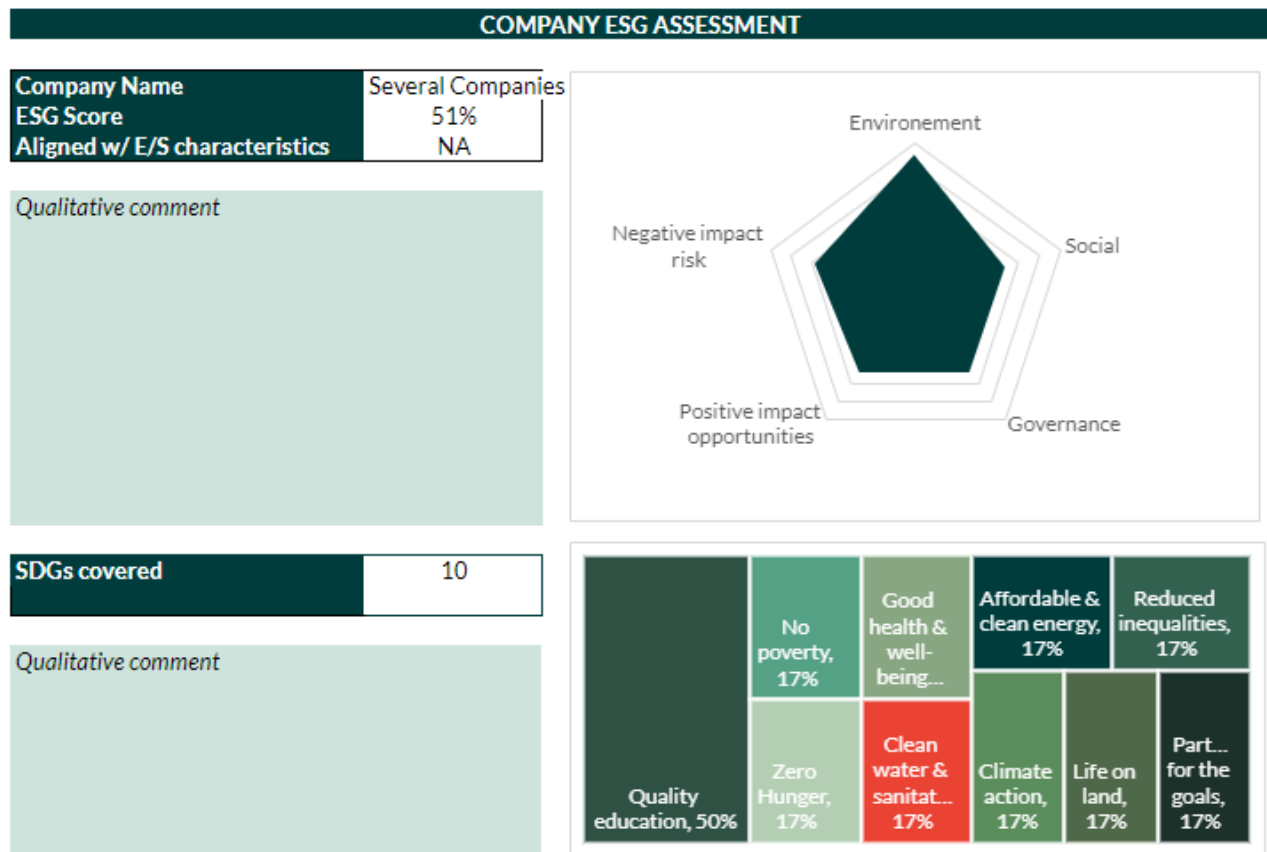 COMPANY ESG ASSESSMENT
Company Name Several Companies
ESG Score 51%
Aligned w/ E/S characteristics NA
Qualitative comment
Environement
Social
Governance
Positive impact
opportunities
Negative impact
risk
SDGs covered 10
Qualitative comment
Quality
education, 50%
No
poverty,
17%
Zero
Hunger,
17%
Good
health &
well-
being...
Clean
water &
sanitat...
17%
Affordable &
clean energy,
17%
Reduced
inequalities,
17%
Climate
action,
17%
Life on
land,
17%
Part...
for the
goals,
17%